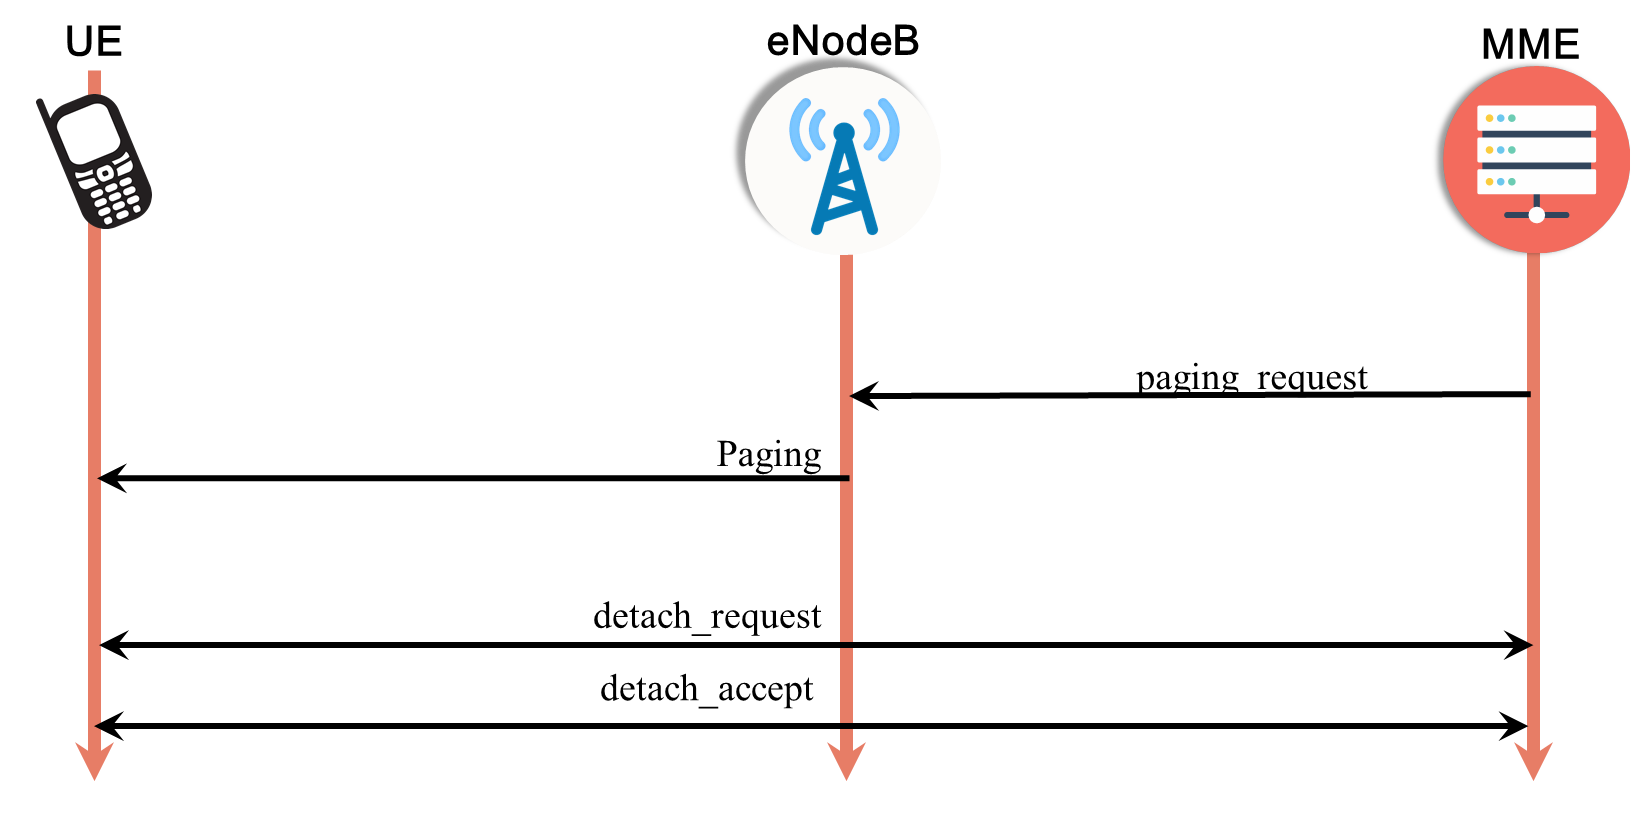 UE
eNodeB
MME
paging_request
Paging
detach_request
detach_accept